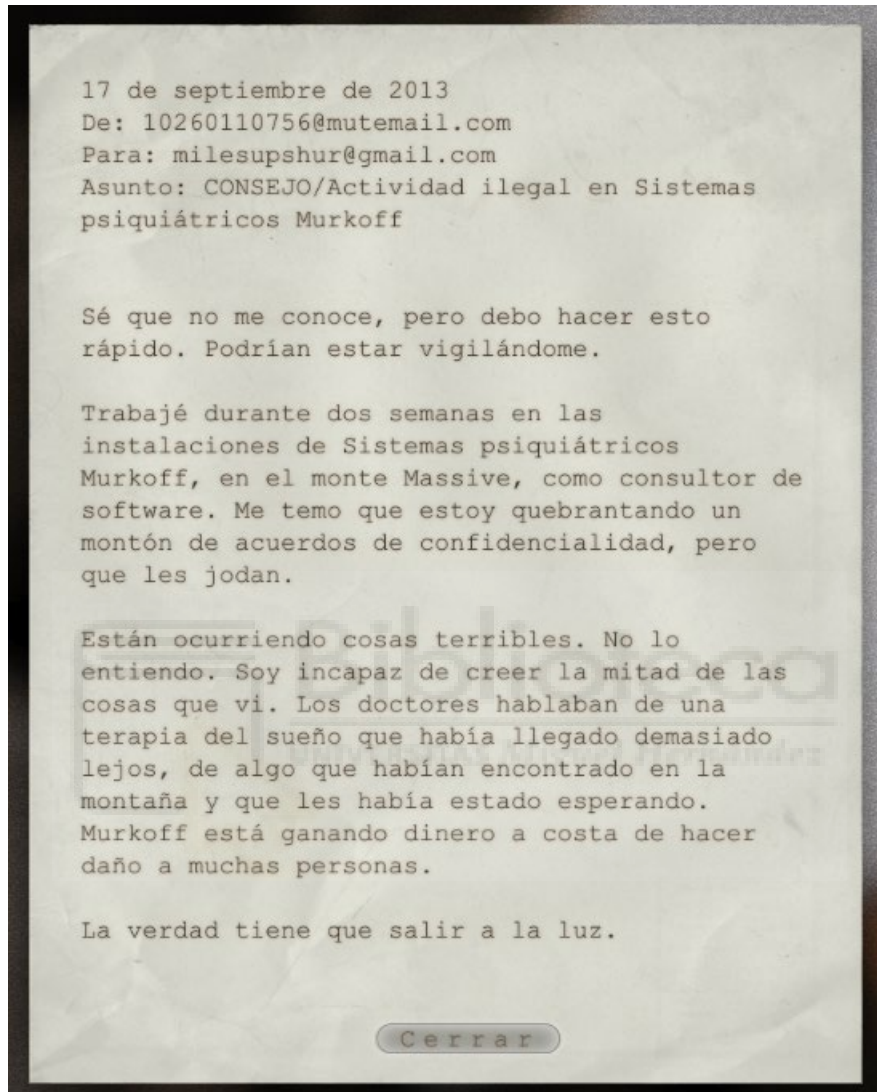 17 de septiembre de 2013
De: 10260110756@mutemail.com
Para: milesupshur@gmail.com
Asunto: CONSEJO/Actividad ilegal en Sistemas
psiquiátricos Murkoff
Sé que no me conoce, pero debo hacer esto
rápido. Podrían estar vigilándome.
Trabajé durante dos semanas en las
instalaciones de Sistemas psiquiátricos
Murkoff, en el monte Massive, como consultor de
software. Me temo que estoy quebrantando un
montón de acuerdos de confidencialidad, pero
que les jodan.
Están ocurriendo cosas terribles. No lo
entiendo. Soy incapaz de creer la mitad de las
cosas que vi. Los doctores hablaban de una
terapia del sueño que había llegado demasiado
lejos, de algo que habían encontrado en la
montaña y que les había estado esperando.
Murkoff está ganando dinero a costa de hacer
daño a muchas personas.
La verdad tiene que salir a la luz.
Cerrar
Biblioteca